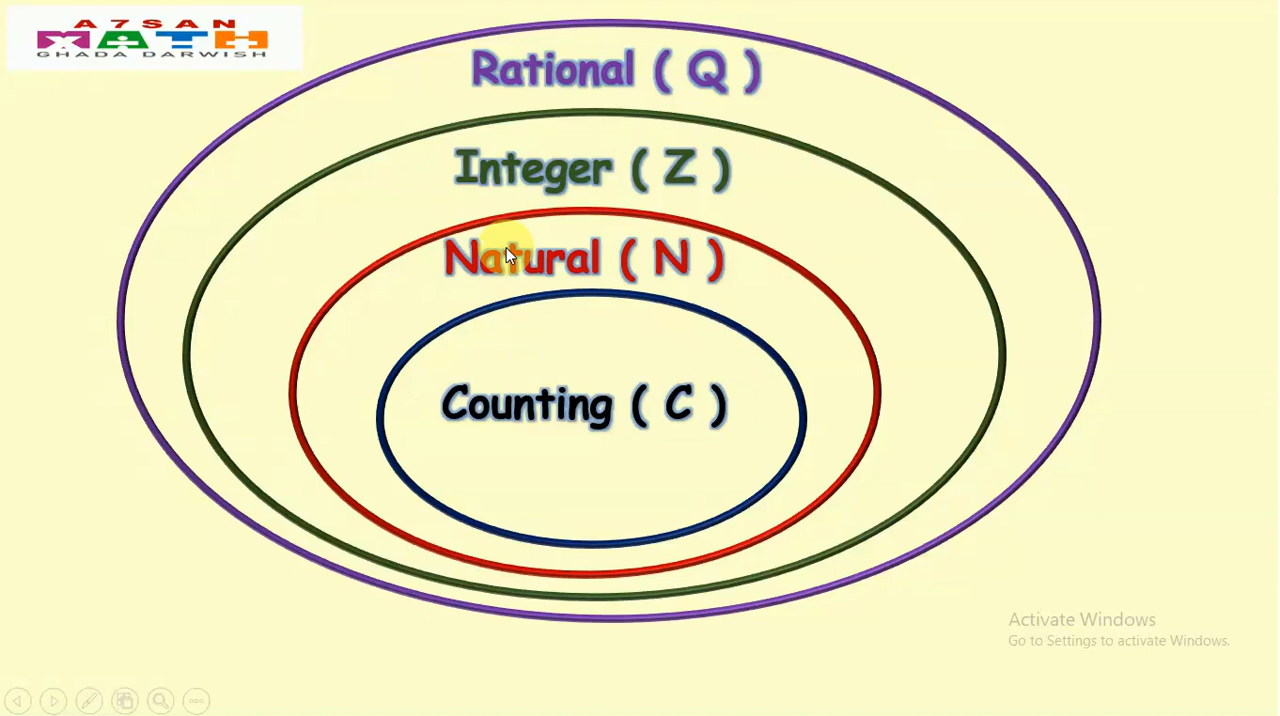 A7SAN
MATH
GHADA DARWISH
Rational ( Q )
Integer ( Z )
Natural ( N )
Counting ( C )
Activate Windows
Go to Settings to activate Windows.